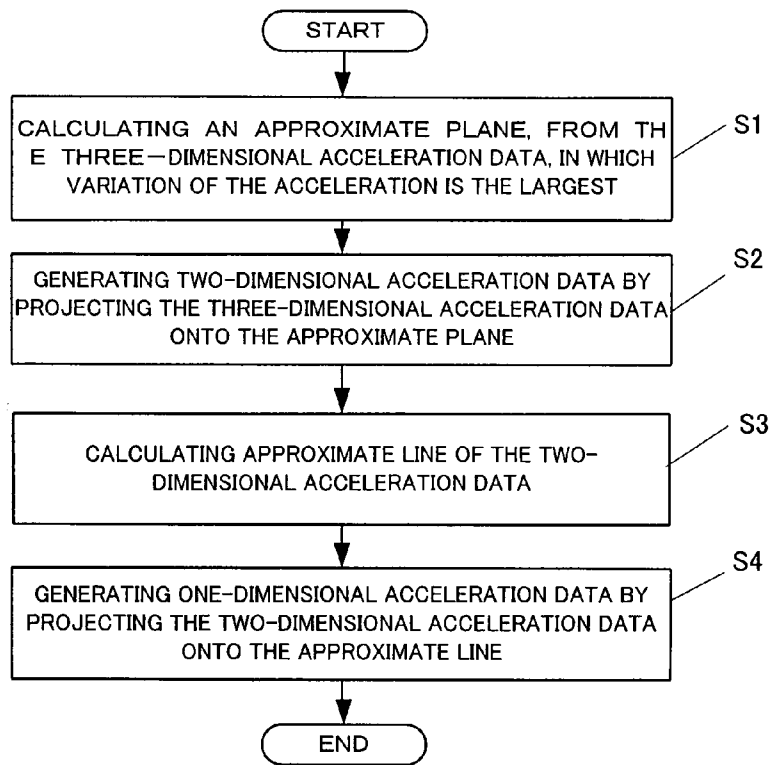 START
CALCULATING AN APPROXIMATE PLANE, FROM TH
E THREE-DIMENSIONAL ACCELERATION DATA, IN WHICH
VARIATION OF THE ACCELERATION IS THE LARGEST
S1
GENERATING TWO-DIMENSIONAL ACCELERATION DATA BY
PROJECTING THE THREE-DIMENSIONAL ACCELERATION DATA
ONTO THE APPROXIMATE PLANE
S2
CALCULATING APPROXIMATE LINE OF THE TWO-
DIMENSIONAL ACCELERATION DATA
S3
GENERATING ONE-DIMENSIONAL ACCELERATION DATA BY
PROJECTING THE TWO-DIMENSIONAL ACCELERATION DATA
ONTO THE APPROXIMATE LINE
S4
END